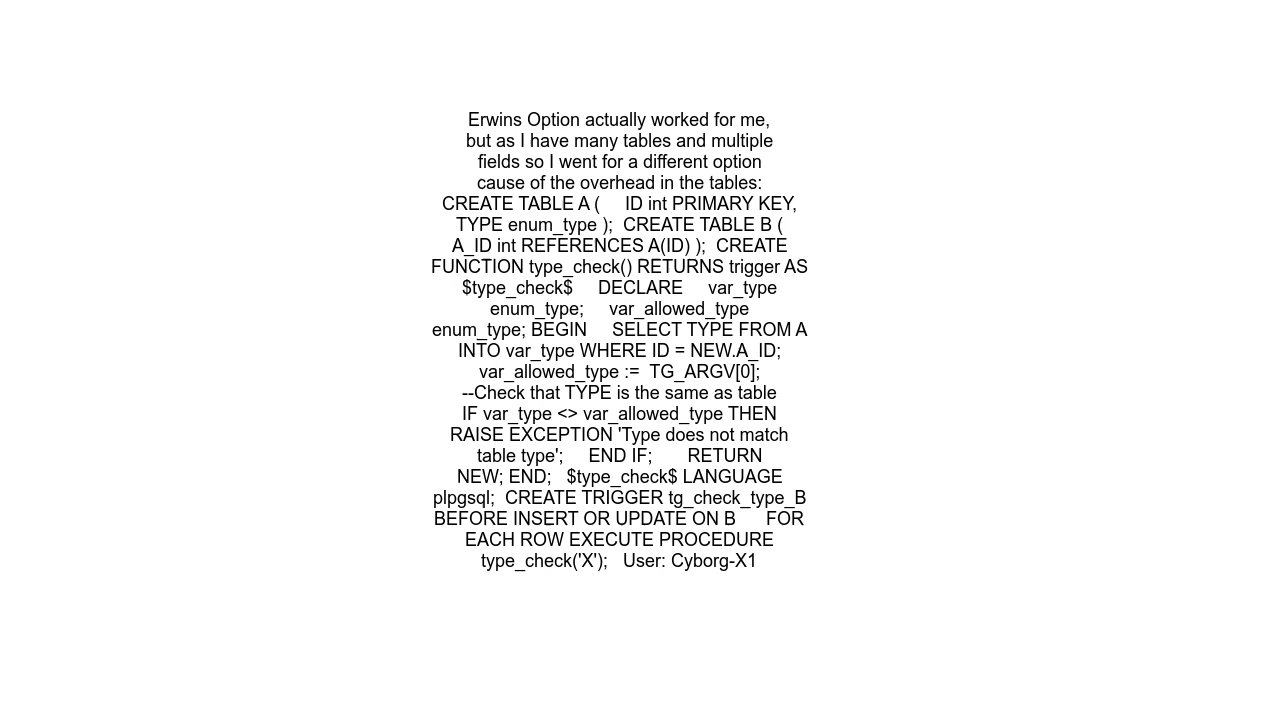 Erwins Option actually worked for me,
but as I have many tables and multiple
fields so I went for a different option
cause of the overhead in the tables:
CREATE TABLE A (     ID int PRIMARY KEY,
TYPE enum_type );  CREATE TABLE B (
A_ID int REFERENCES A(ID) );  CREATE
FUNCTION type_check() RETURNS trigger AS
$type_check$     DECLARE     var_type
enum_type;     var_allowed_type
enum_type; BEGIN     SELECT TYPE FROM A
INTO var_type WHERE ID = NEW.A_ID;
var_allowed_type :=  TG_ARGV[0];
--Check that TYPE is the same as table
IF var_type <> var_allowed_type THEN
RAISE EXCEPTION 'Type does not match
table type';     END IF;       RETURN
NEW; END;   $type_check$ LANGUAGE
plpgsql;  CREATE TRIGGER tg_check_type_B
BEFORE INSERT OR UPDATE ON B      FOR
EACH ROW EXECUTE PROCEDURE
type_check('X');   User: Cyborg-X1